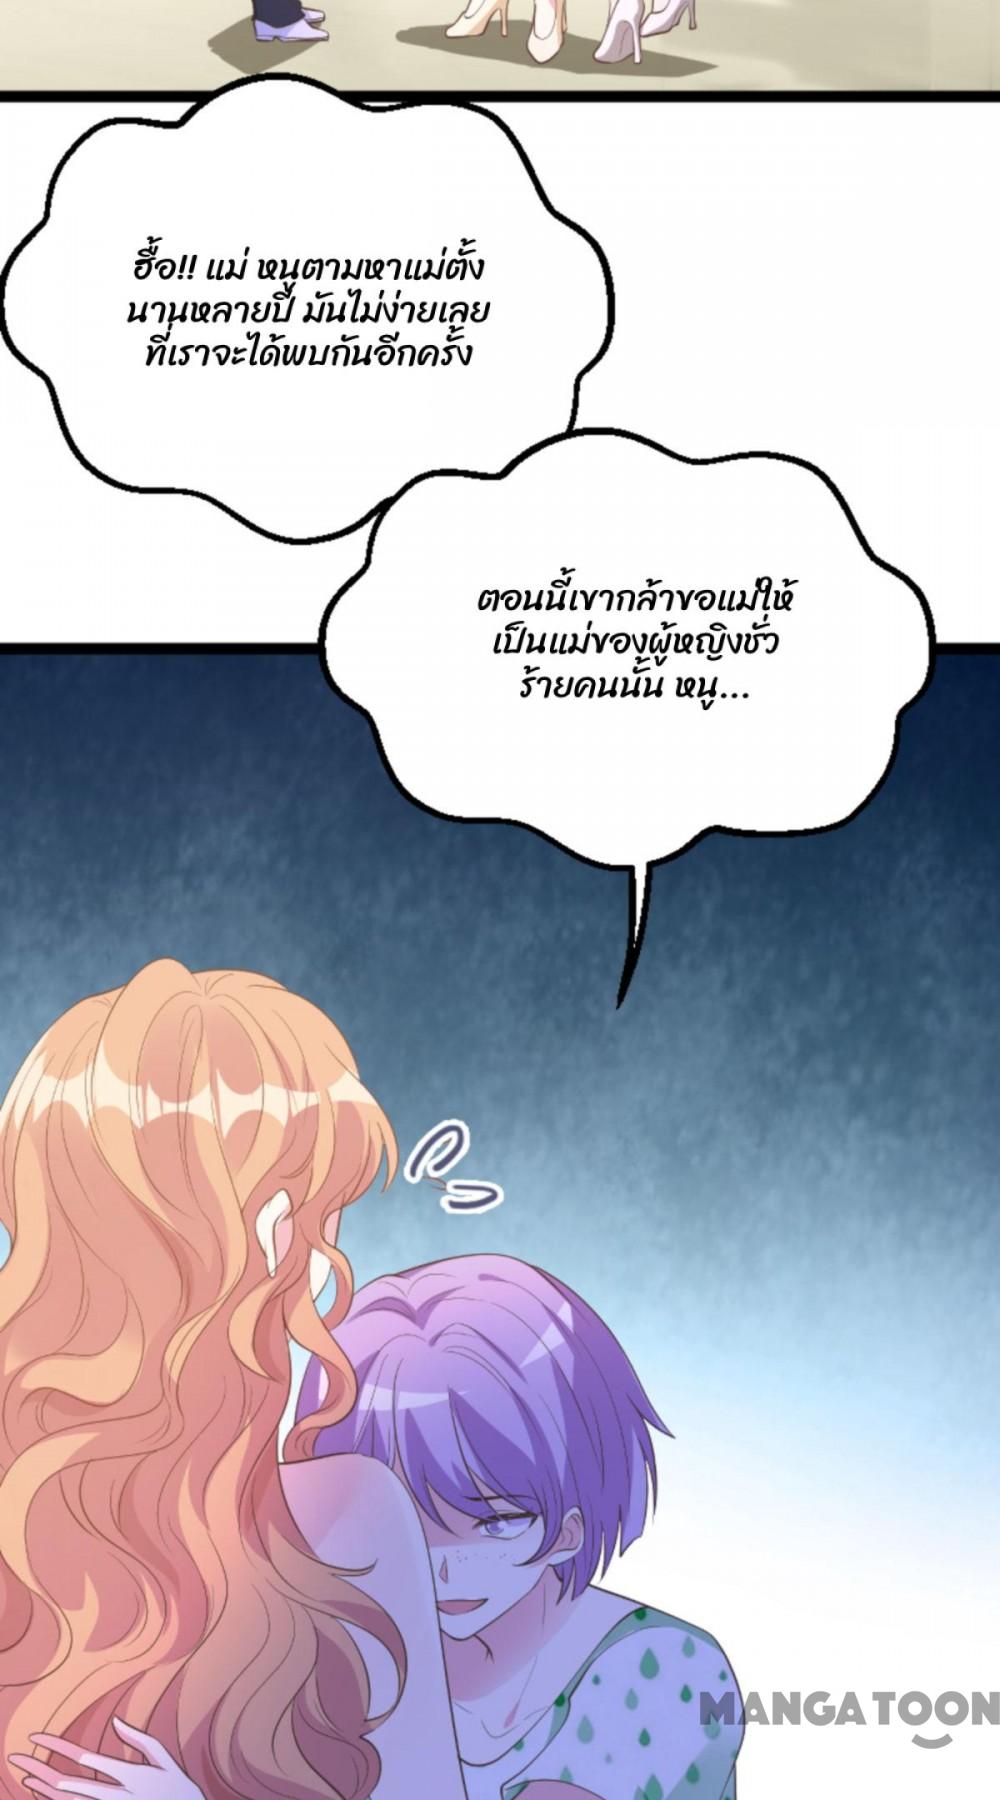 ฮื้อ!! แม่ หนูตามหาแม่ตั้ง
นานหลายปี มันไม่ง่ายเลย
ที่เราจะได้พบกันอีกครั้ง
ตอนนี้เขากล้าขอแม่ให้
เป็นแม่ของผู้หญิงชั่ว
ร้ายคนนั้น หนู...
MANGATOON